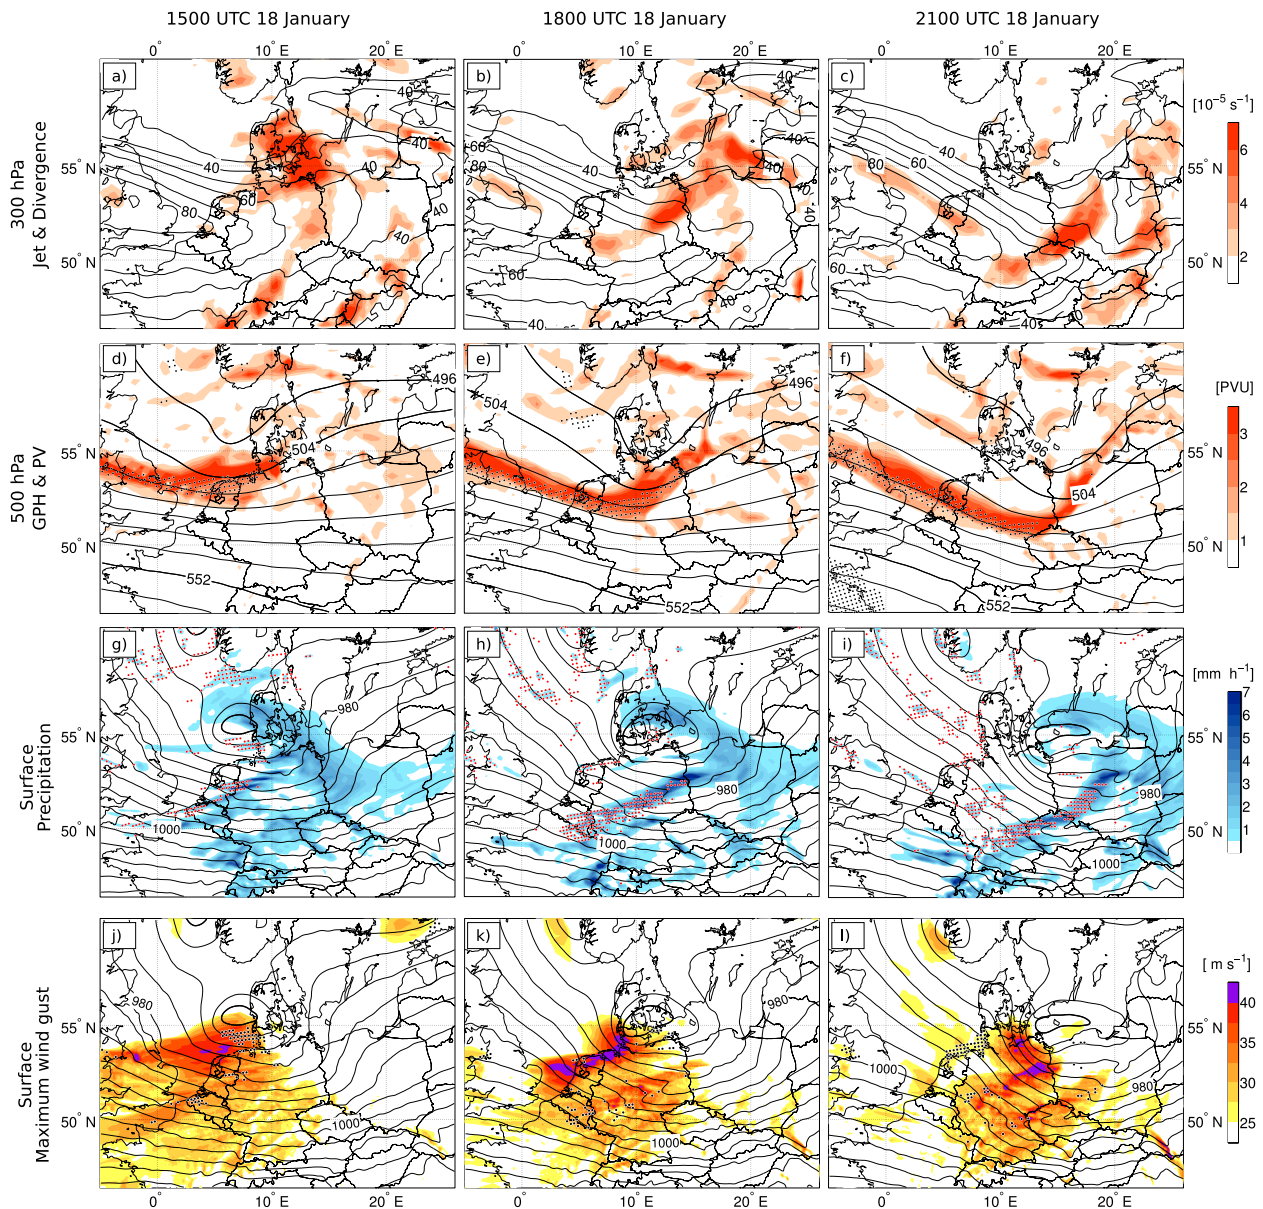 1500 UTC 18 January
1800 UTC 18 January
2100 UTC 18 January
0° 10° E 20° E
0° 10° E 20° E
0° 10° E 20° E
300 hPa
Jet & Divergence
55° N
50° N
a)
40
40
40
40
40
60
80
40
40
b)
40
40
60
80
40
40
40
40
60
40
40
c)
80
60
40
40
60
40
40
55° N
50° N
[10⁻⁵ s⁻¹]
6
4
2
500 hPa
GPH & PV
55° N
50° N
d)
496
504
552
e)
496
504
552
f)
496
504
552
55° N
50° N
[PVU]
3
2
1
Surface
Precipitation
55° N
50° N
g)
980
1000
h)
980
1000
i)
980
1000
55° N
50° N
[mm h⁻¹]
7
6
5
4
3
2
1
Surface
Maximum wind gust
55° N
50° N
j)
980
1000
k)
980
1000
l)
1000
980
55° N
50° N
[ m s⁻¹]
40
35
30
25
0° 10° E 20° E
0° 10° E 20° E
0° 10° E 20° E